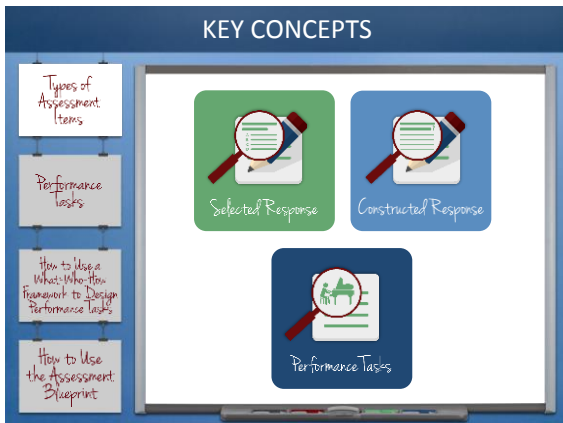 KEY CONCEPTS
Types of
Assessment
Items
Performance
Tasks
How to Use a
What-Who-How
Framework to Design
Performance Tasks
How to Use
the Assessment
Blueprint
Selected Response
Constructed Response
Performance Tasks